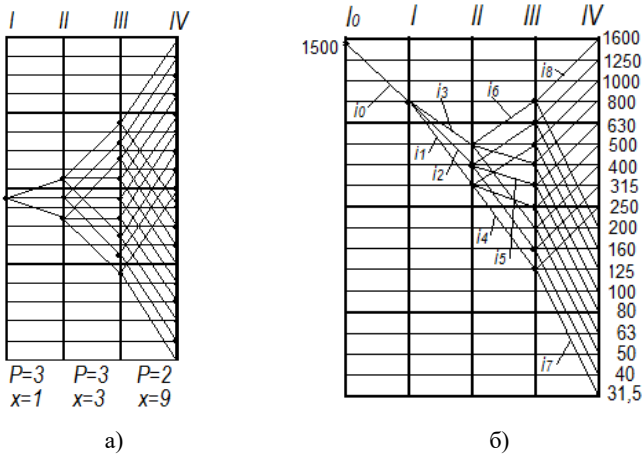 I II III IV
P=3 P=3 P=2
x=1 x=3 x=9
а)
I₀ I II III IV
1500
1600
1250
1000
800
630
500
400
315
250
200
160
125
100
80
63
50
40
31,5
i₀
i₁
i₂
i₃
i₄
i₅
i₆
i₇
i₈
б)